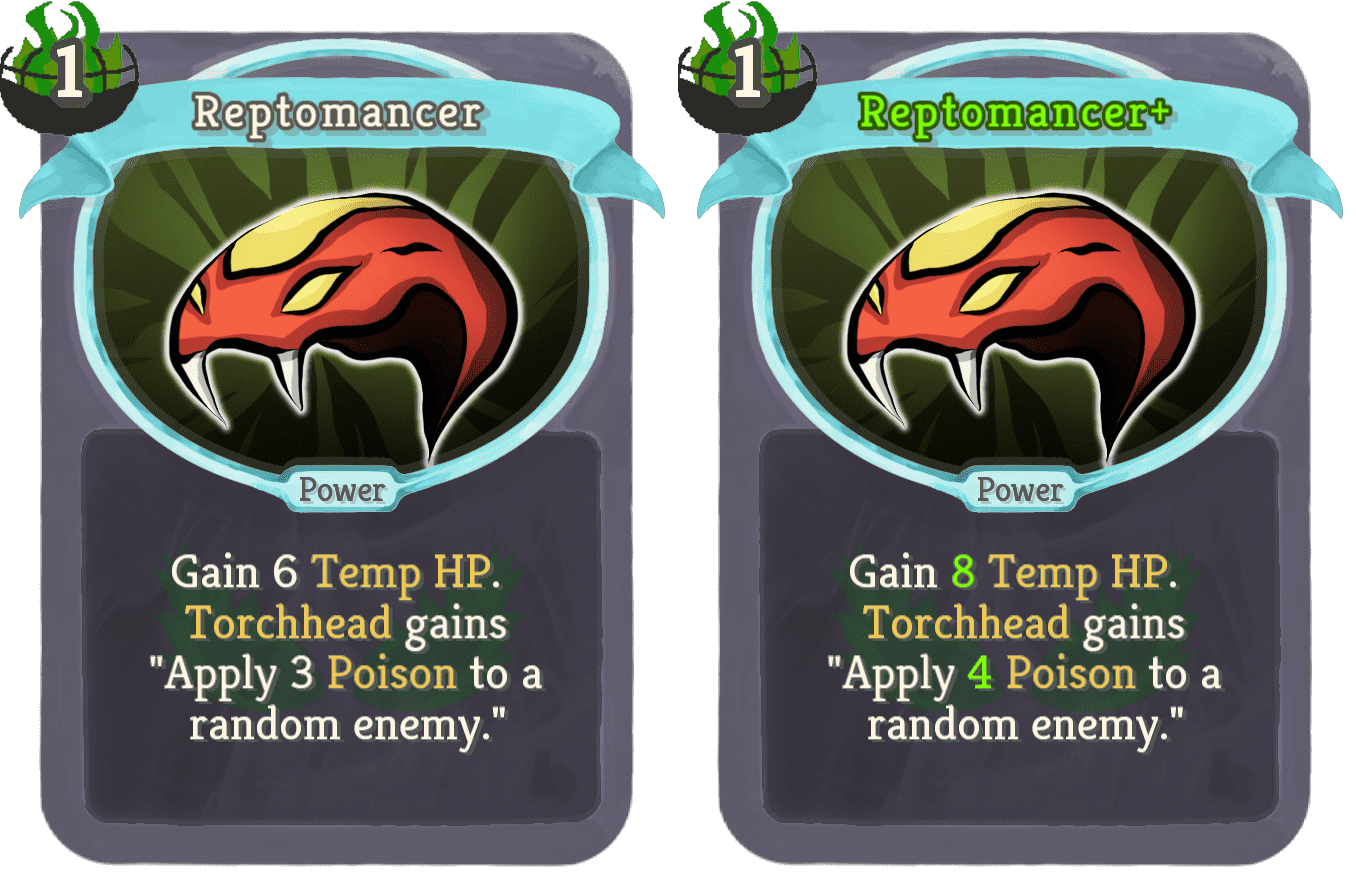 1
Reptomancer
Power
Gain 6 Temp HP.
Torchhead gains
"Apply 3 Poison to a
random enemy."
1
Reptomancer+
Power
Gain 8 Temp HP.
Torchhead gains
"Apply 4 Poison to a
random enemy."